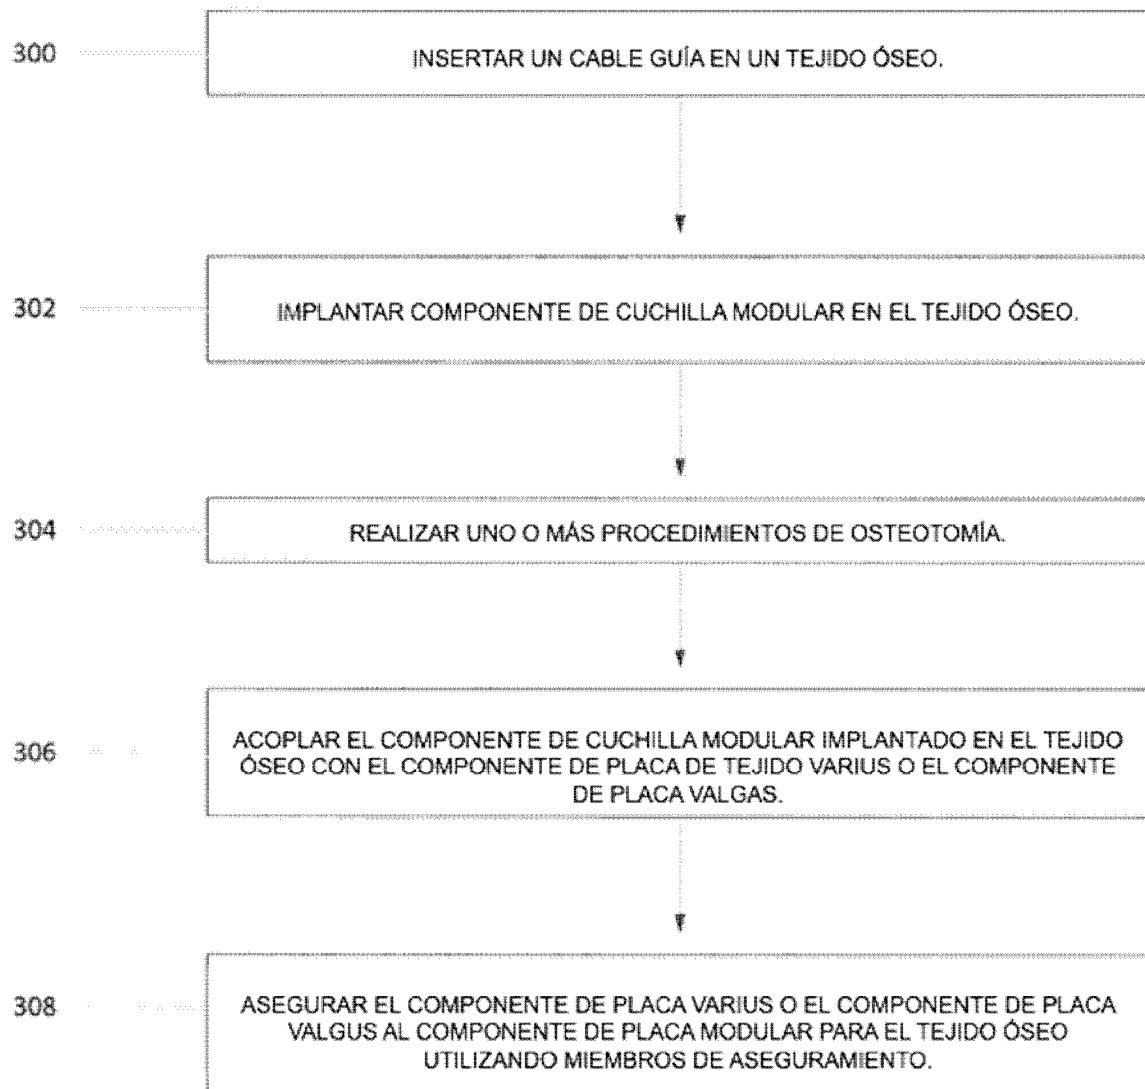 300
INSERTAR UN CABLE GUÍA EN UN TEJIDO ÓSEO.
302
IMPLANTAR COMPONENTE DE CUCHILLA MODULAR EN EL TEJIDO ÓSEO.
304
REALIZAR UNO O MÁS PROCEDIMIENTOS DE OSTEOTOMÍA.
306
ACOPLAR EL COMPONENTE DE CUCHILLA MODULAR IMPLANTADO EN EL TEJIDO
ÓSEO CON EL COMPONENTE DE PLACA DE TEJIDO VARIUS O EL COMPONENTE
DE PLACA VALGAS.
308
ASEGURAR EL COMPONENTE DE PLACA VARIUS O EL COMPONENTE DE PLACA
VALGUS AL COMPONENTE DE PLACA MODULAR PARA EL TEJIDO ÓSEO
UTILIZANDO MIEMBROS DE ASEGURAMIENTO.